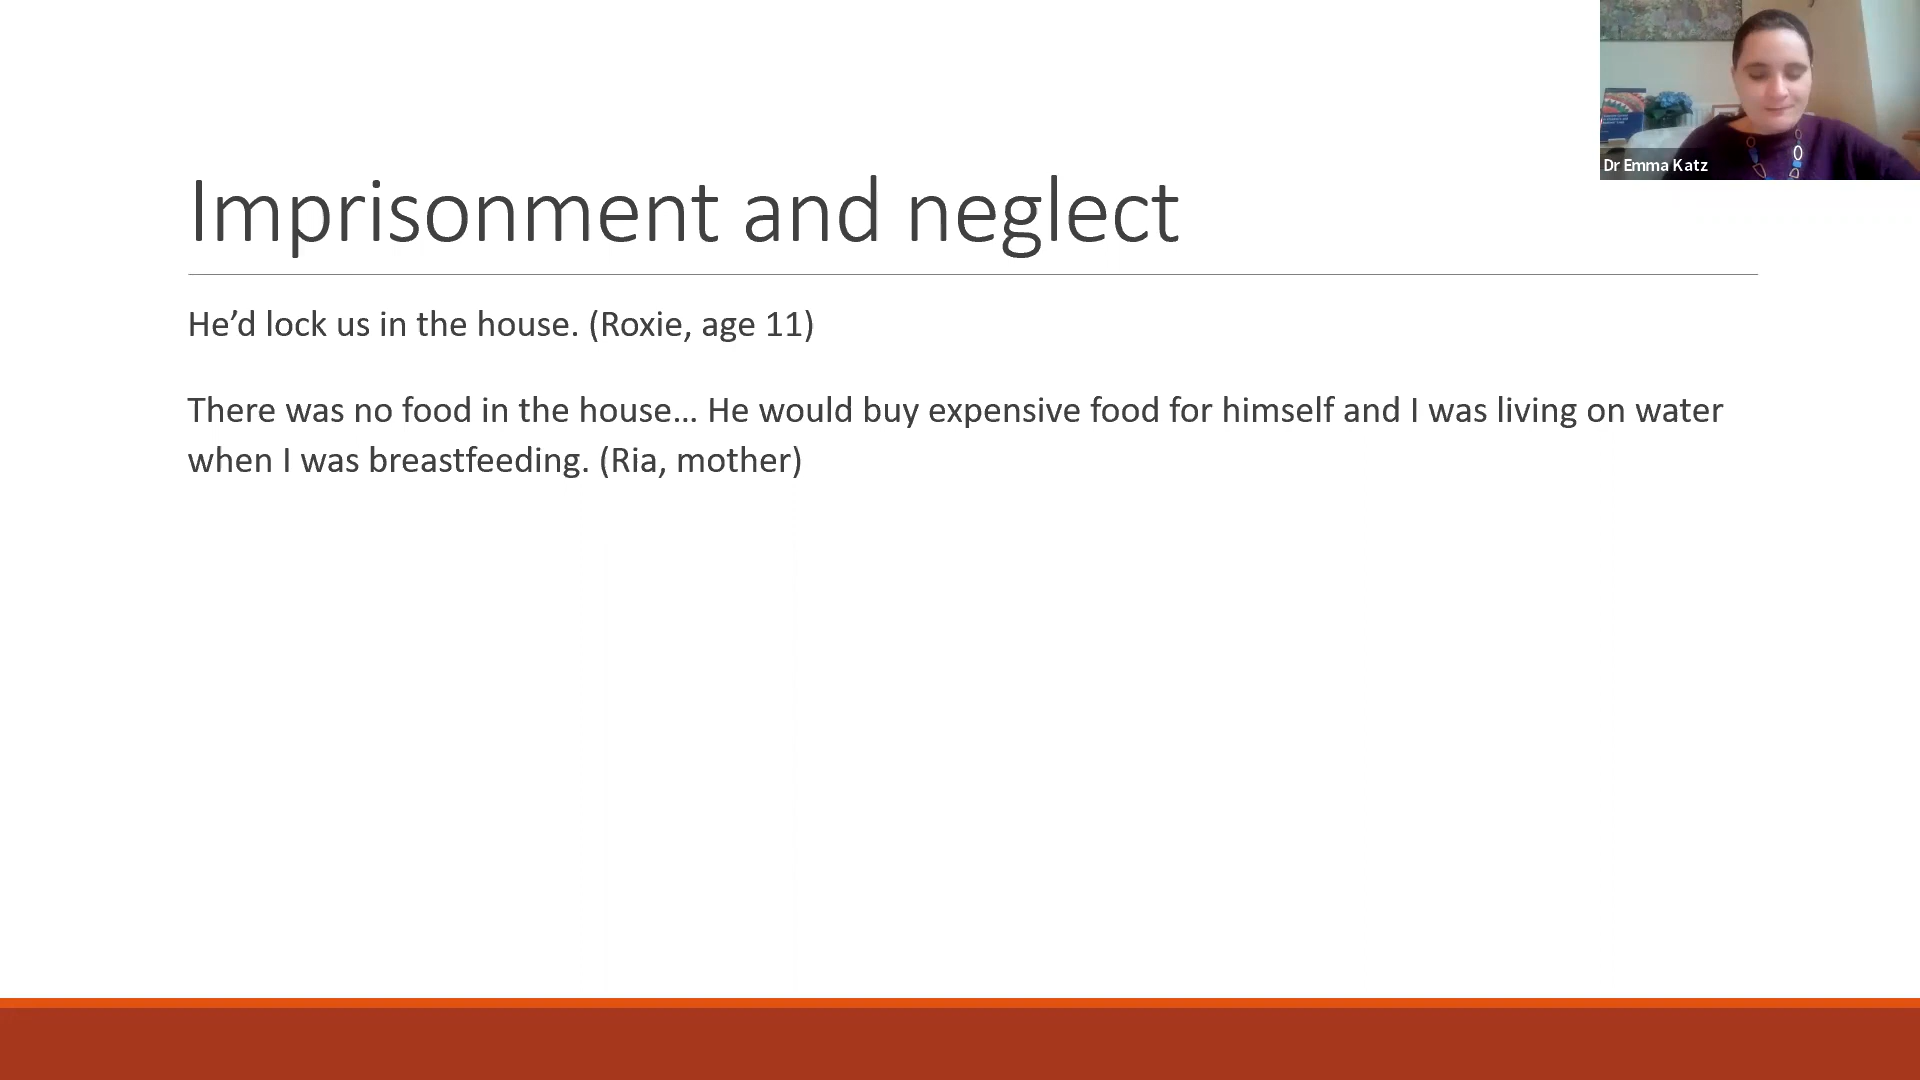 Dr Emma Katz
Imprisonment and neglect
He’d lock us in the house. (Roxie, age 11)
There was no food in the house… He would buy expensive food for himself and I was living on water
when I was breastfeeding. (Ria, mother)